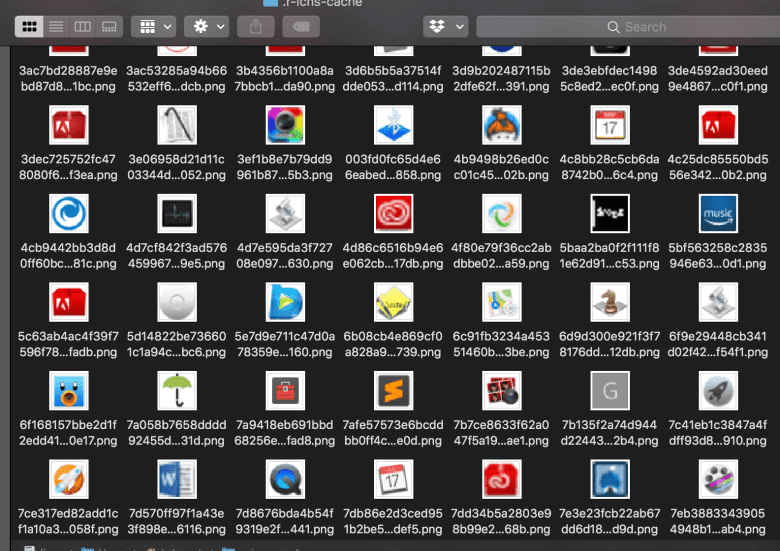 .r-icns-cache
Search
3ac7bd28887e9e 3ac53285a94b66 3b4356b1100a8a 3d6b5b5a37514f 3d9b202487115b 3de3ebfdec1498 3de4592ad30eed
bd87d8...1bc.png 532eff6...dcb.png 7bbcb1...da90.png dde053...d114.png 2dfe62f...391.png 5c8ed2...ec0f.png 9e4867...c0f1.png
MAY
17
3dec725752fc47 3e06958d21d11c 3ef1b8e7b79dd9 003fd0fc65d4e6 4b9498b26ed0cc 4c8bb28c5cb6da 4c25dc85550bd5
8080f6...f3ea.png 03344d...052.png 961b87...5b3.png 6eabed...858.png c01c45...02b.png 8742b0...6c4.png 56e342...0b2.png
music
4cb9442bb3d8d 4d7cf842f3ad576 4d7e595da3f727 4d86c6516b94e6 4f80e79f36cc2ab 5baa2ba0f2f111f8 5bf563258c2835
0ff60bc...81c.png 459967...9e5.png 08e097...630.png e062cb...17db.png dbbe02...a59.png 1e62d91...c53.png 946e63...0d1.png
5c63ab4ac4f39f7 5d14822be73660 5e7d9e711c47d0a 6b08cb4e869cf0 6c91fb3234a453 6d9d300e921f3f7 6f9e29448cb341
7596f78...fadb.png 1c1a94c...bc6.png 78359e...160.png a828a9...739.png 51460b...3be.png 8176dd...12db.png d02f42...f54f1.png
G
6f168157bbe2d1f 7a058b7658dddd 7a9418eb691bbd 7afe57573e6bcdd 7b7ce8633f62a0 7b135f2a74d944 7c41eb1c3847a4f
2edd41...0e17.png 92455d...31d.png 68256e...fad8.png bb0ff4c...e0d.png 047f5a19...ae1.png d22443...2b4.png dff93d8...910.png
W
17
7ce317ed82add1c 7d570ff97f1a43e 7d8676bda4b54f 7db86e2d3ced95 7dd34b5a2803e9 7e3e23fcb22ab67 7eb3883343905
f1a10a3...058f.png 3f898e...6116.png 9319e2f...441.png 1b2be5...def5.png 8b99e2...68b.png dd6d18...d9d.png 4948b1...ab4.png